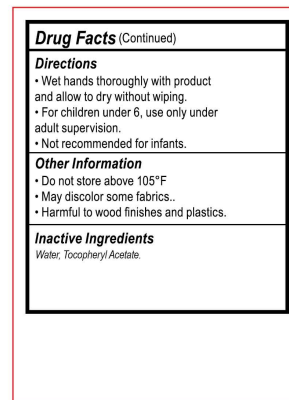 Drug Facts (Continued)
Directions
• Wet hands thoroughly with product
and allow to dry without wiping.
• For children under 6, use only under
adult supervision.
• Not recommended for infants.
Other Information
• Do not store above 105°F
• May discolor some fabrics..
• Harmful to wood finishes and plastics.
Inactive Ingredients
Water, Tocopheryl Acetate.